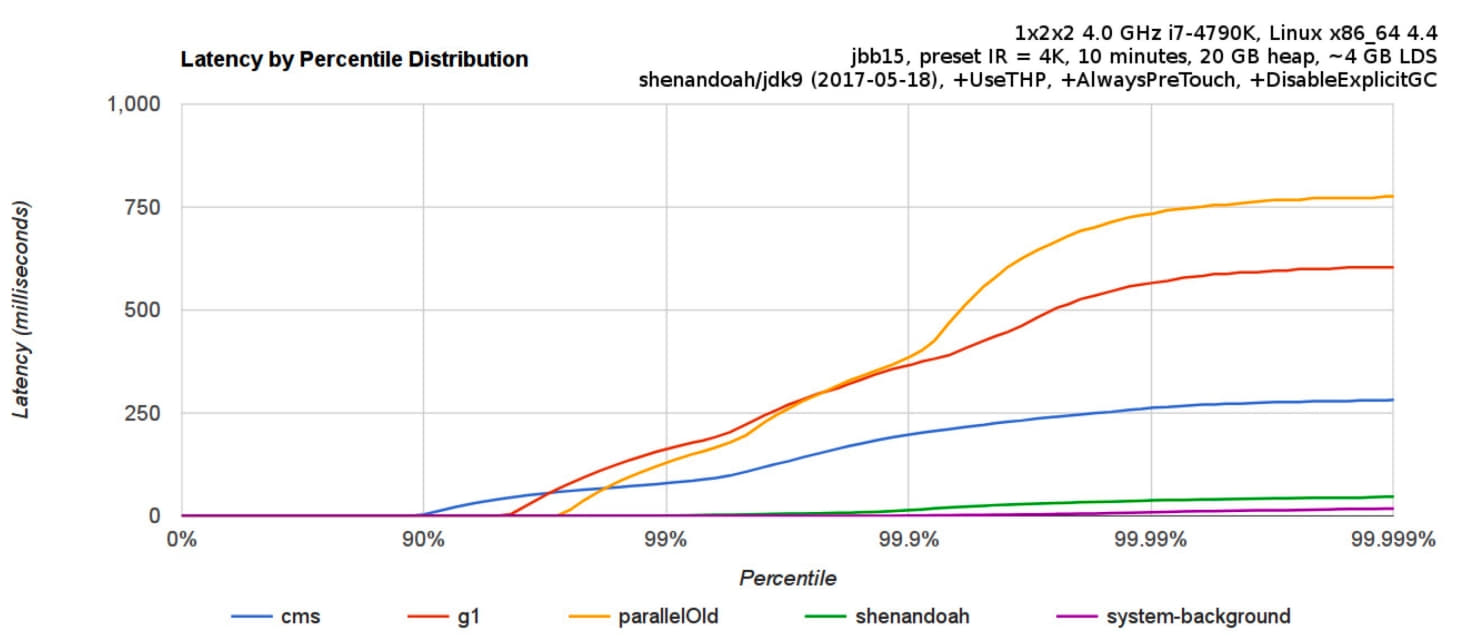 1x2x2 4.0 GHz i7-4790K, Linux x86_64 4.4
Latency by Percentile Distribution
jbb15, preset IR = 4K, 10 minutes, 20 GB heap, ~4 GB LDS
shenandoah/jdk9 (2017-05-18), +UseTHP, +AlwaysPreTouch, +DisableExplicitGC
1,000
750
500
250
0
Latency (milliseconds)
0% 90% 99% 99.9% 99.99% 99.999%
Percentile
cms g1 parallelOld shenandoah system-background